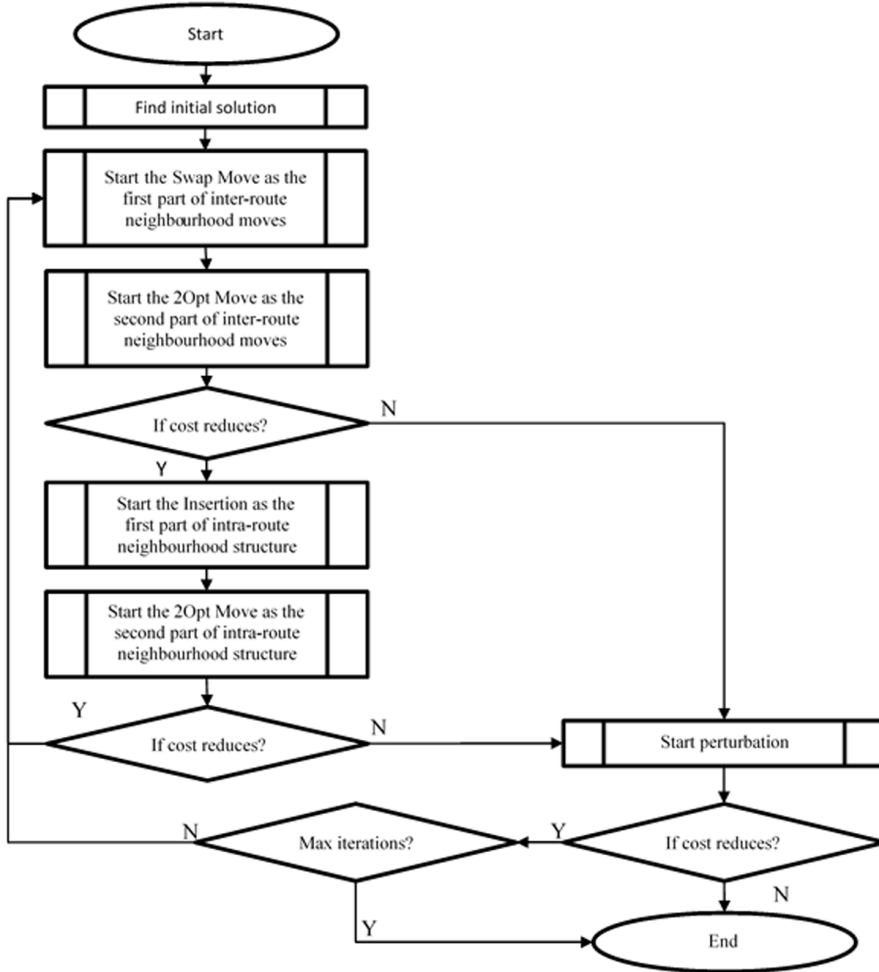 Start
Find initial solution
Start the Swap Move as the
first part of inter-route
neighbourhood moves
Start the 2Opt Move as the
second part of inter-route
neighbourhood moves
If cost reduces?
N
Y
Start the Insertion as the
first part of intra-route
neighbourhood structure
Start the 2Opt Move as the
second part of intra-route
neighbourhood structure
Y
If cost reduces?
N
Start perturbation
If cost reduces?
Y
N
Max iterations?
N
Y
End